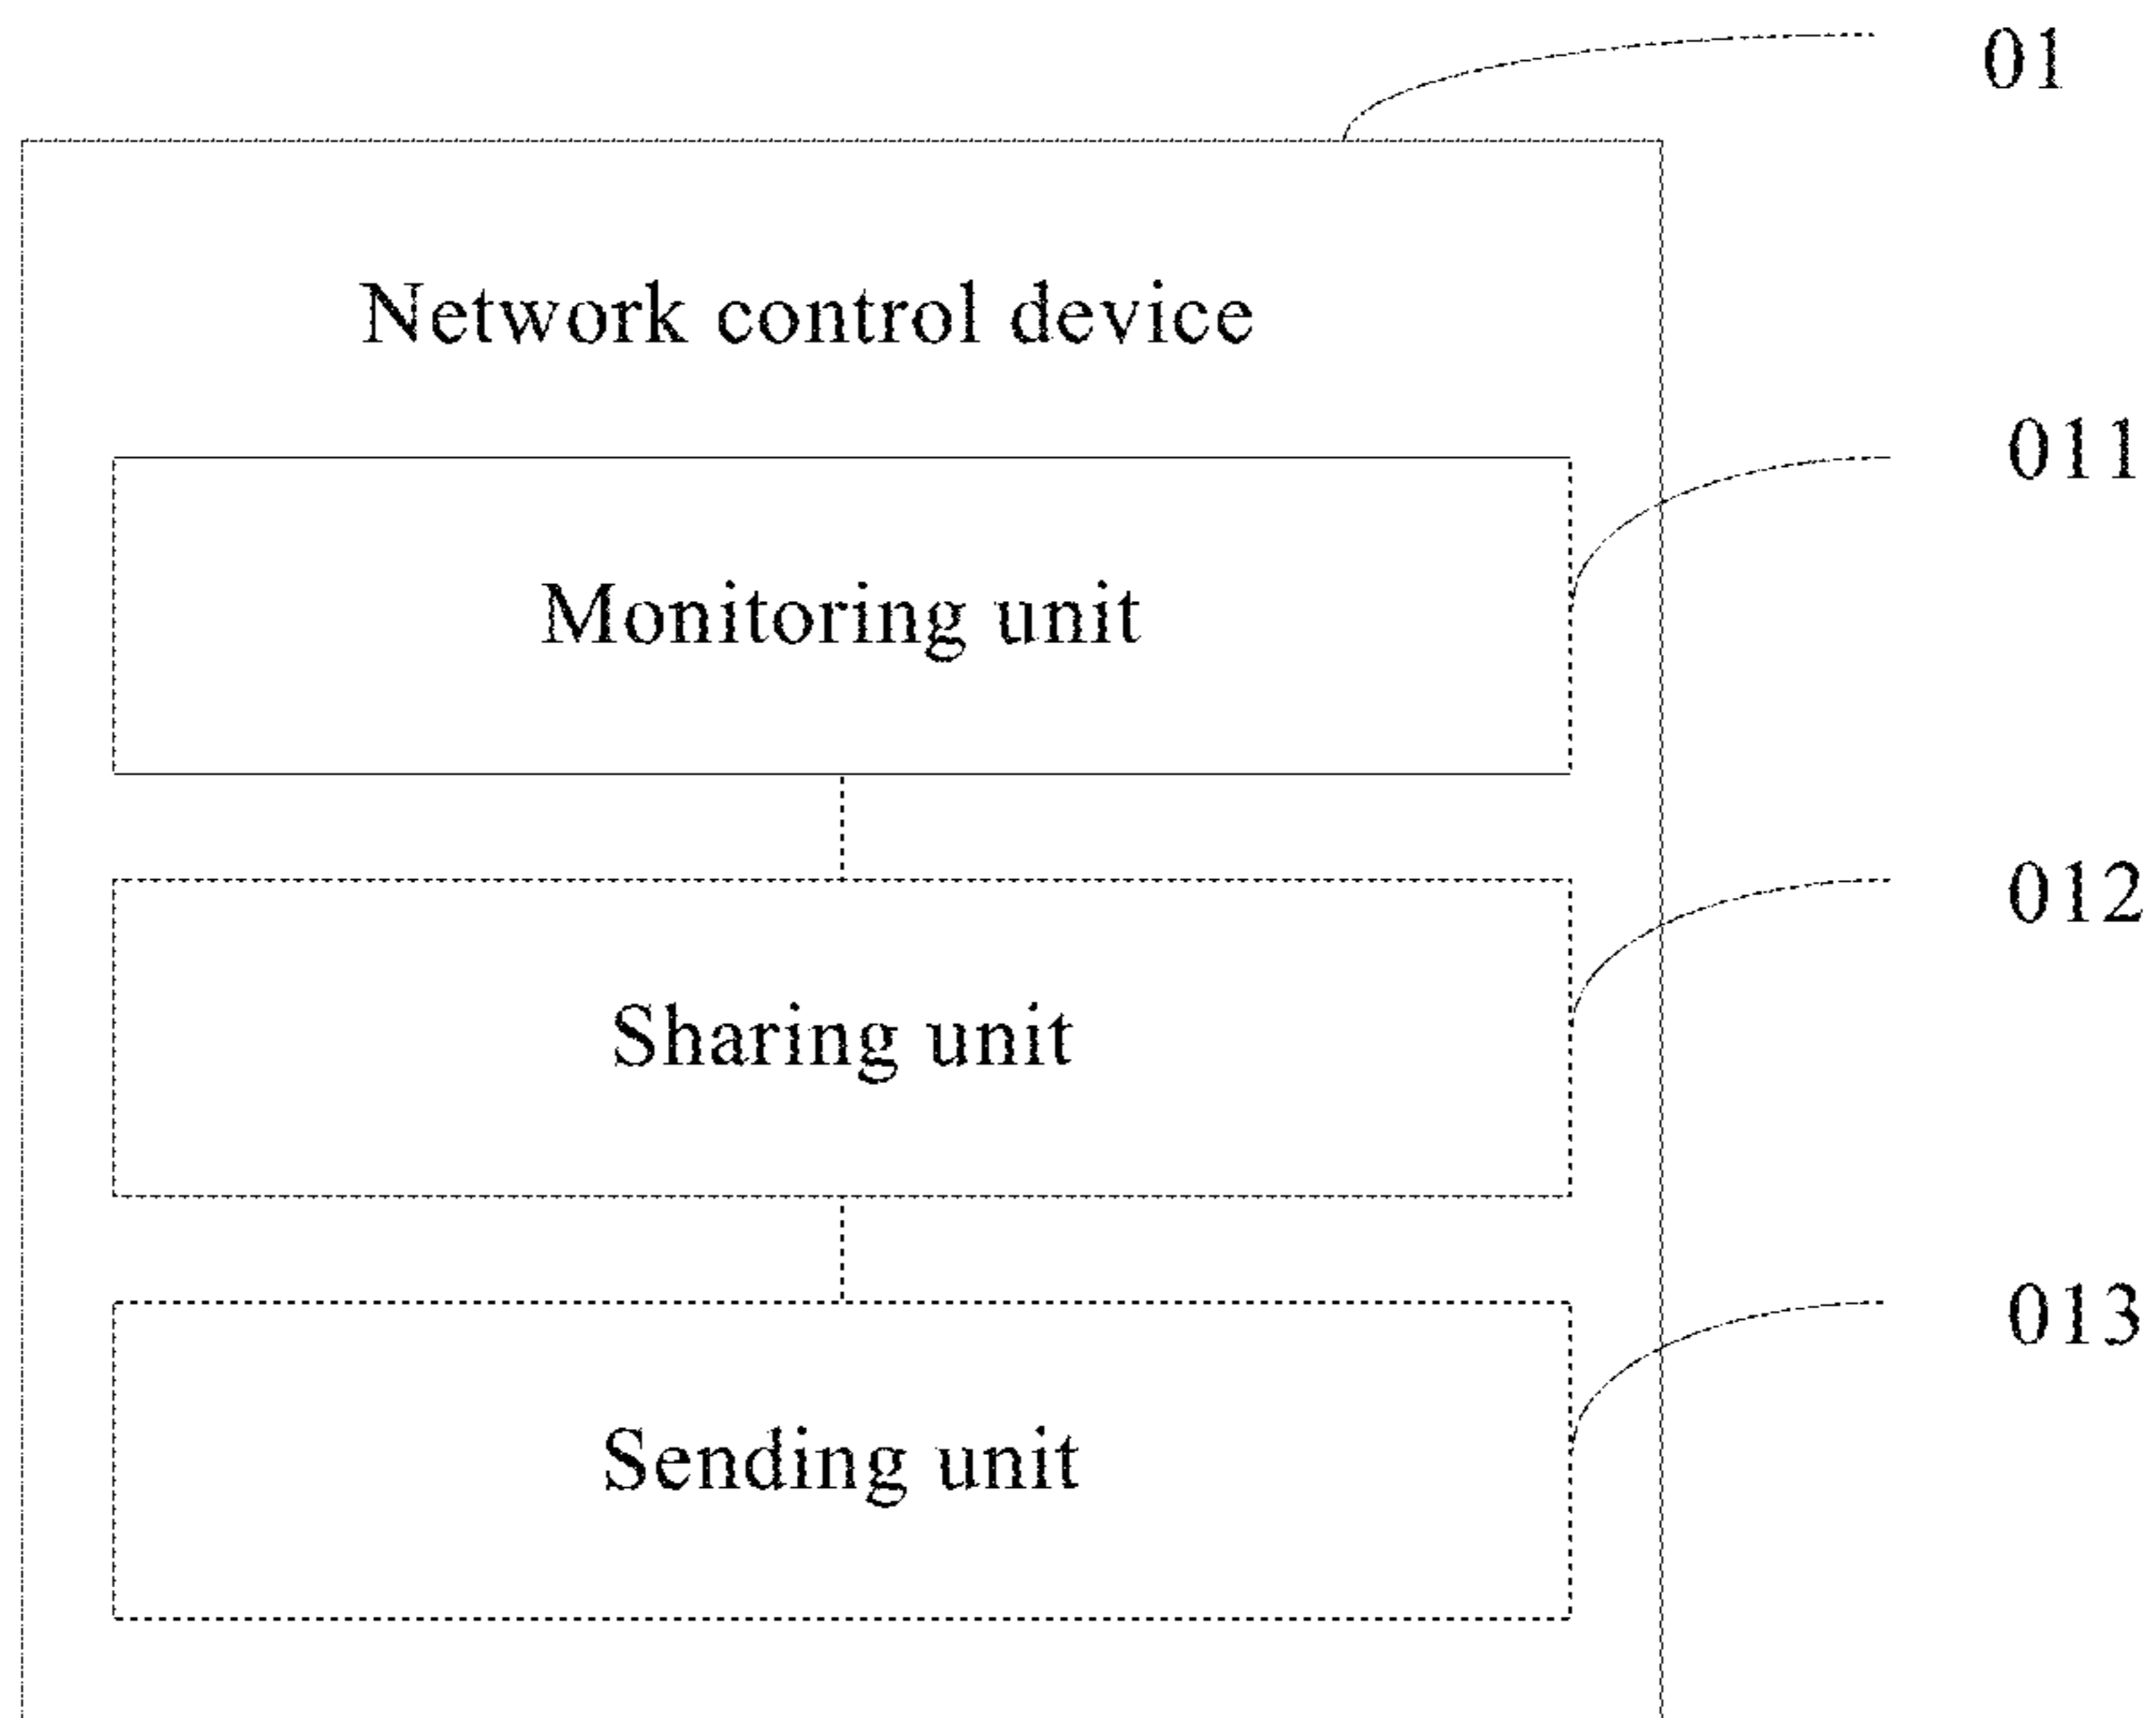 01
Network control device
011
Monitoring unit
012
Sharing unit
013
Sending unit